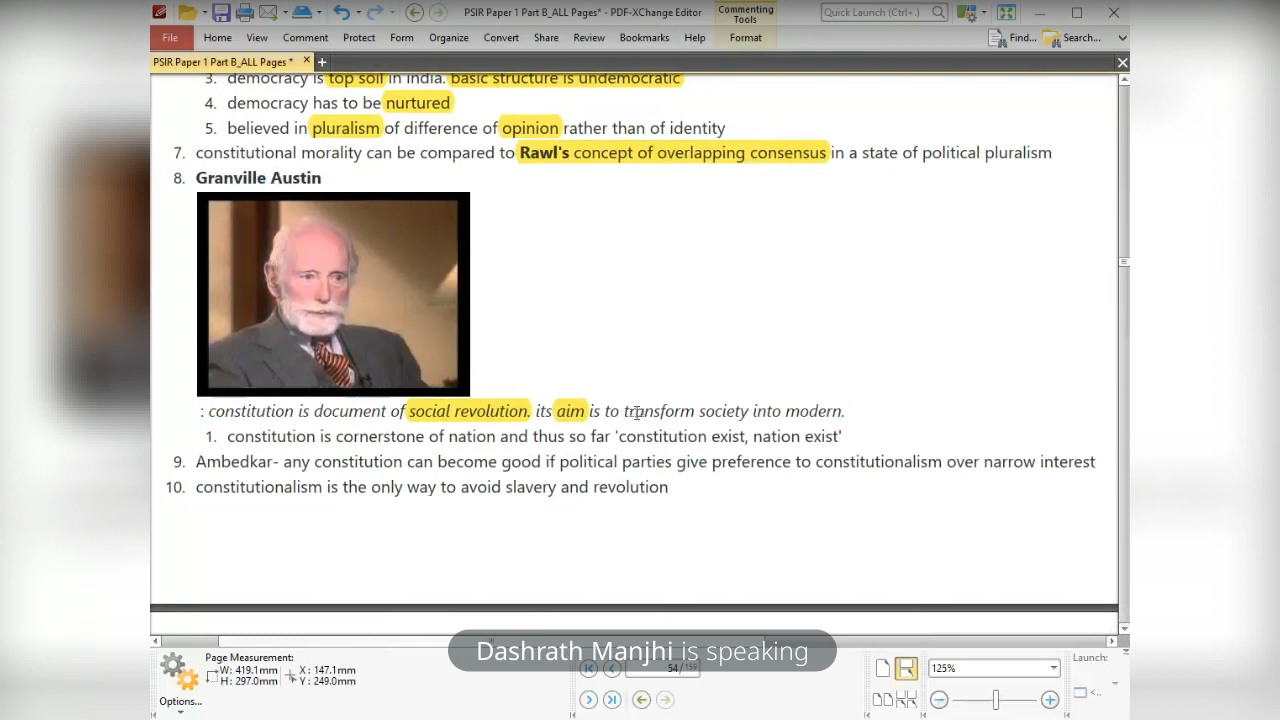 PSIR Paper 1 Part B_ALL Pages* - PDF-XChange Editor
Commenting Tools
Quick Launch (Ctrl+.)
File Home View Comment Protect Form Organize Convert Share Review Bookmarks Help Format Find... Search...
PSIR Paper 1 Part B_ALL Pages *
3. democracy is top soil in India. basic structure is undemocratic
4. democracy has to be nurtured
5. believed in pluralism of difference of opinion rather than of identity
7. constitutional morality can be compared to Rawl's concept of overlapping consensus in a state of political pluralism
8. Granville Austin
: constitution is document of social revolution. its aim is to transform society into modern.
1. constitution is cornerstone of nation and thus so far 'constitution exist, nation exist'
9. Ambedkar- any constitution can become good if political parties give preference to constitutionalism over narrow interest
10. constitutionalism is the only way to avoid slavery and revolution
Dashrath Manjhi is speaking
Options...
Page Measurement:
W: 419.1mm X: 147.1mm
H: 297.0mm Y: 249.0mm
54 /159
125%
Launch: